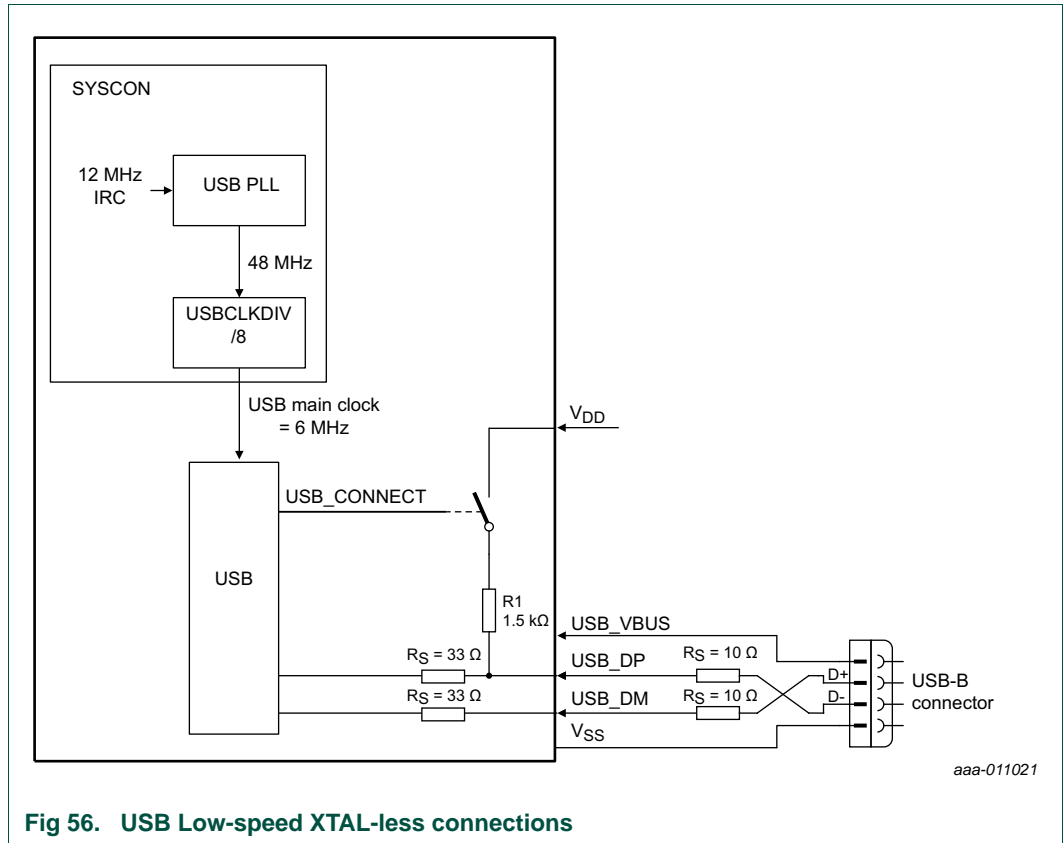 SYSCON
12 MHz
IRC
USB PLL
48 MHz
USBCLKDIV
/8
USB main clock
= 6 MHz
VDD
USB_CONNECT
USB
R1
1.5 kΩ
USB_VBUS
RS = 33 Ω
USB_DP
RS = 10 Ω
D+
USB-B
connector
RS = 33 Ω
USB_DM
RS = 10 Ω
D-
VSS
aaa-011021
Fig 56. USB Low-speed XTAL-less connections